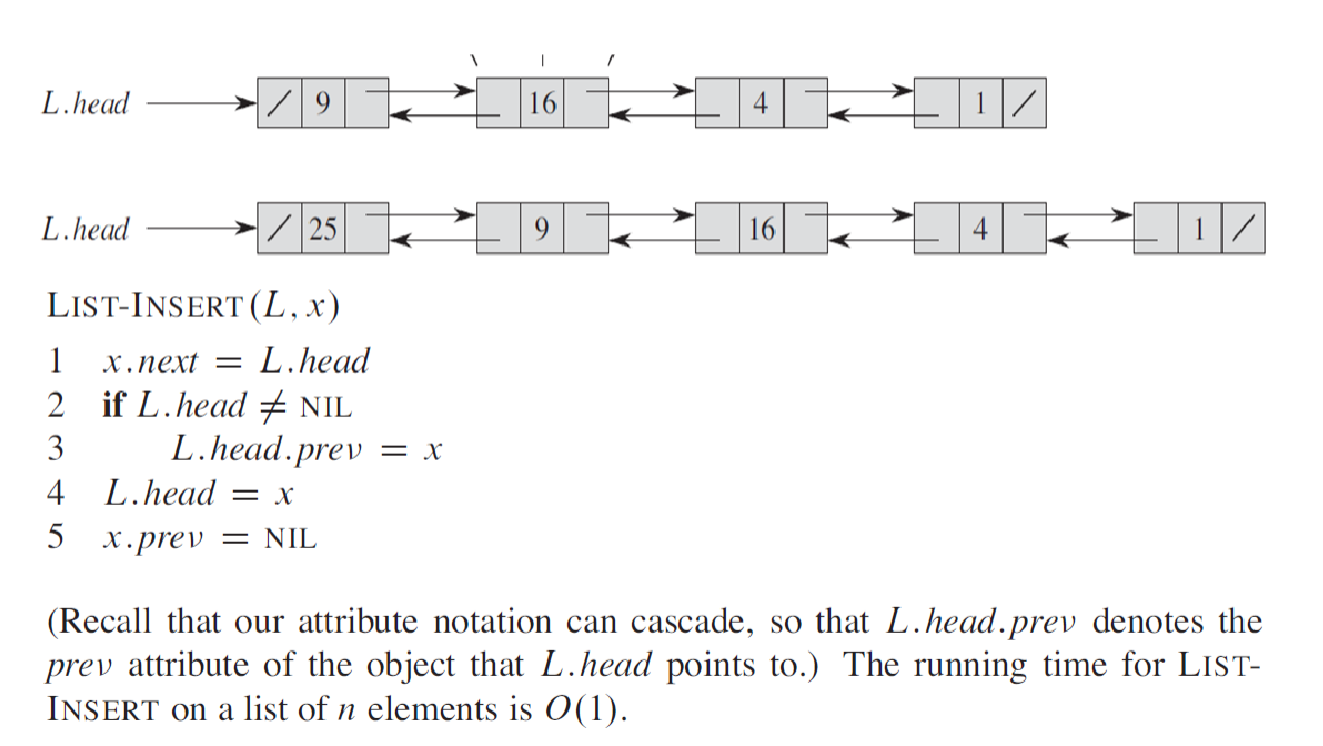 L.head / 9 16 4 1 /
L.head / 25 9 16 4 1 /
LIST-INSERT(L, x)
1 x.next = L.head
2 if L.head ≠ NIL
3 L.head.prev = x
4 L.head = x
5 x.prev = NIL
(Recall that our attribute notation can cascade, so that L.head.prev denotes the
prev attribute of the object that L.head points to.) The running time for LIST-
INSERT on a list of n elements is O(1).